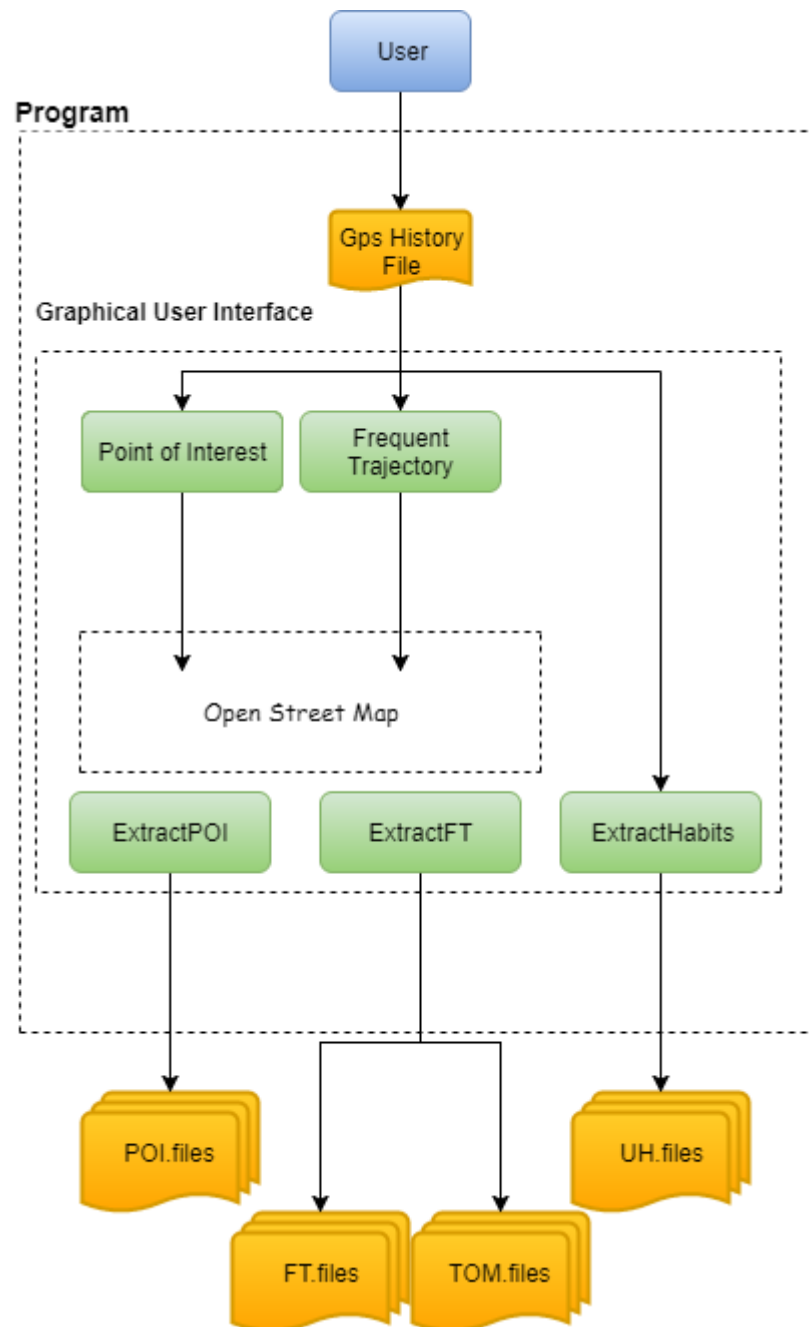 User
Program
Gps History
File
Graphical User Interface
Point of Interest
Frequent
Trajectory
Open Street Map
ExtractPOI
ExtractFT
ExtractHabits
POI.files
UH.files
FT.files
TOM.files